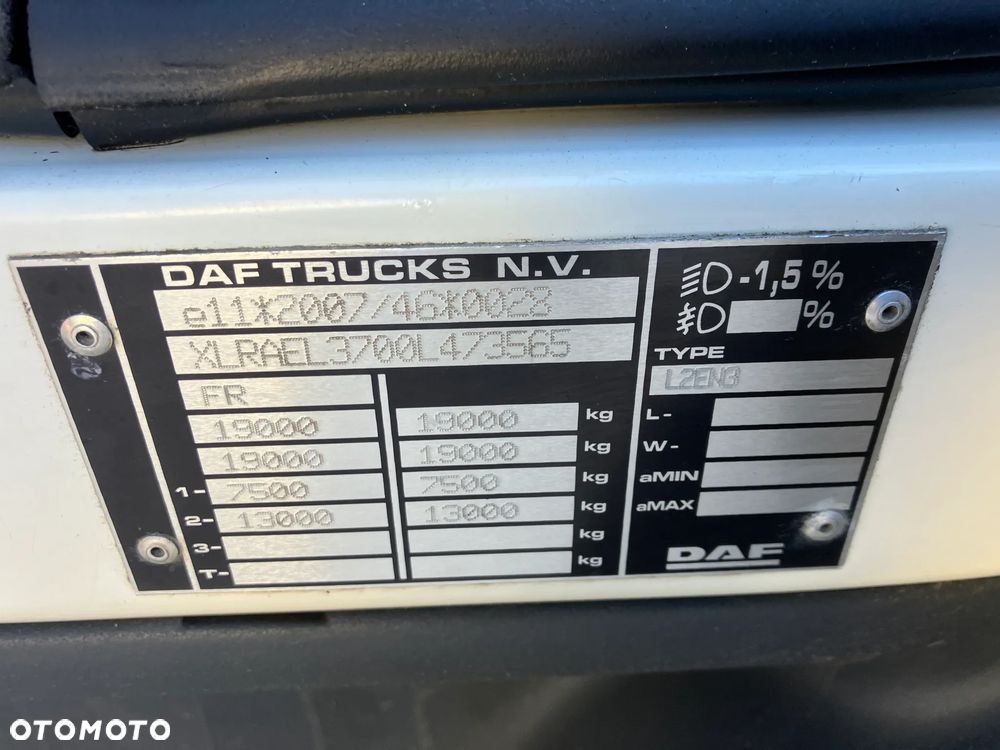 DAF TRUCKS N.V.
e11*2007/46*0028
XLRAEL3700L473565
FR
19000 19000 kg
19000 19000 kg
1- 7500 7500 kg
2- 13000 13000 kg
3- kg
T- kg
-1,5%
%
TYPE
L2EN3
L-
W-
aMIN
aMAX
DAF
OTOMOTO